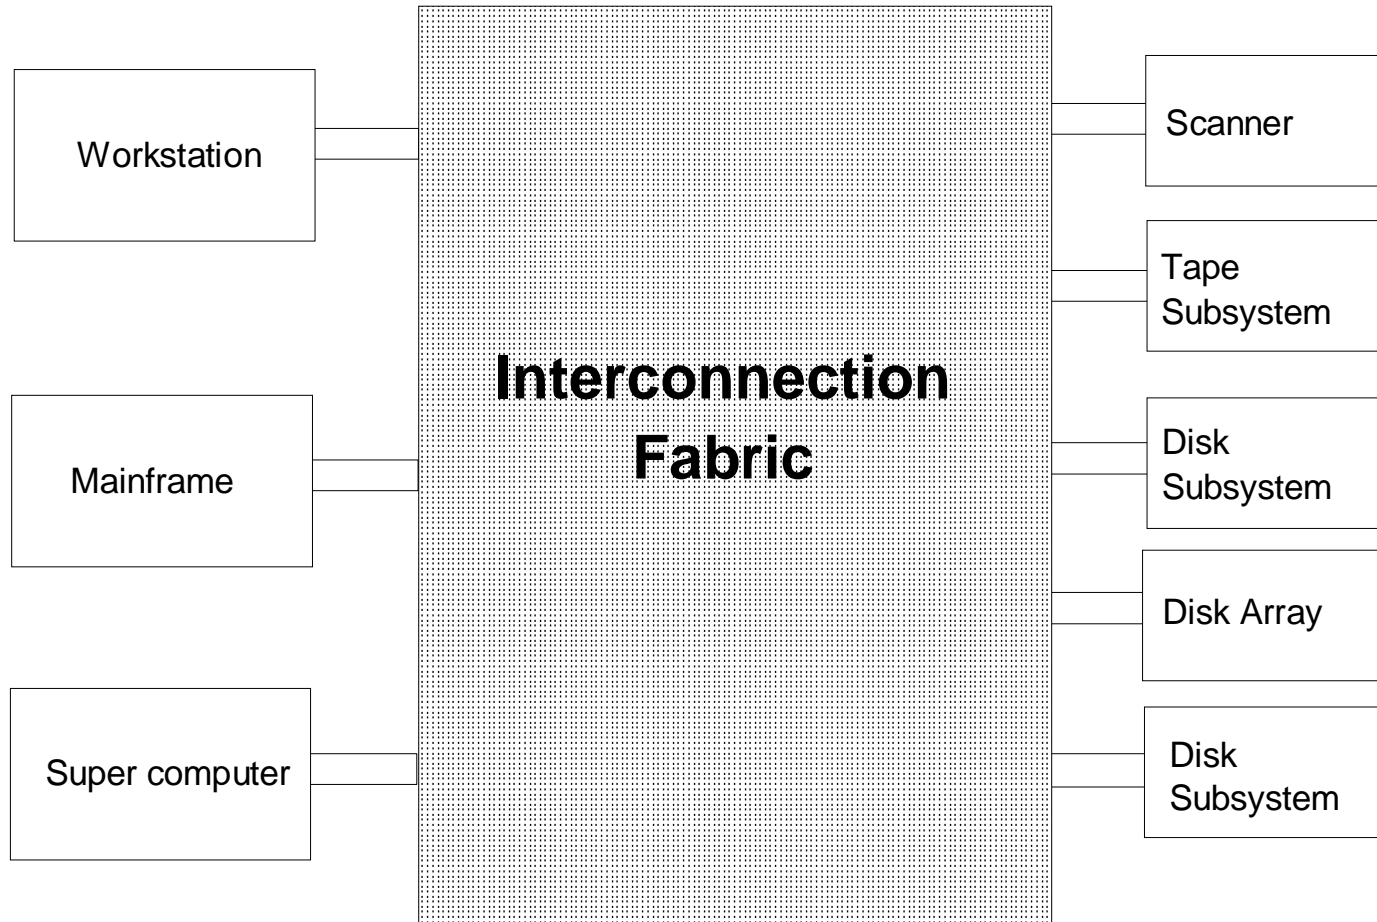 Workstation
Mainframe
Super computer
Interconnection
Fabric
Scanner
Tape
Subsystem
Disk
Subsystem
Disk Array
Disk
Subsystem